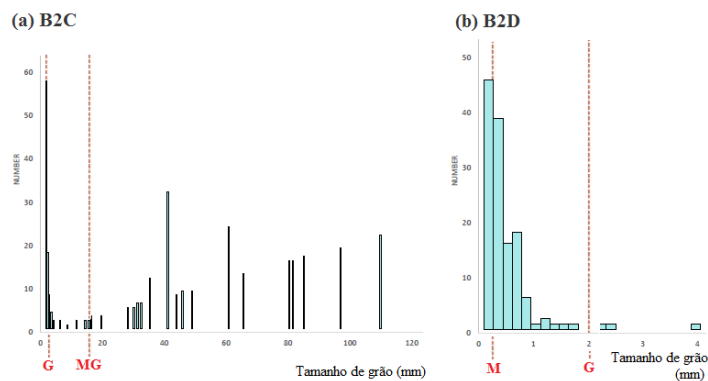 (a) B2C
60
50
40
30
20
10
0
NUMBER
0 20 40 60 80 100 120
G MG
Tamanho de grão (mm)
(b) B2D
50
40
30
20
10
0
NUMBER
0 1 2 3 4
M G
Tamanho de grão
(mm)